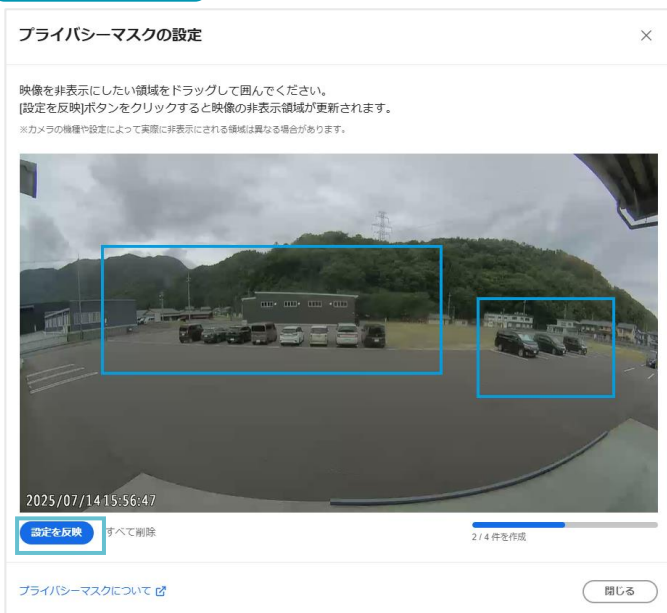 プライバシーマスクの設定
映像を非表示にしたい領域をドラッグして囲んでください。
[設定を反映]ボタンをクリックすると映像の非表示領域が更新されます。
※カメラの機種や設定によって実際に非表示にされる領域は異なる場合があります。
2025/07/14 15:56:47
設定を反映 すべて削除
2 / 4 件を作成
プライバシーマスクについて
閉じる